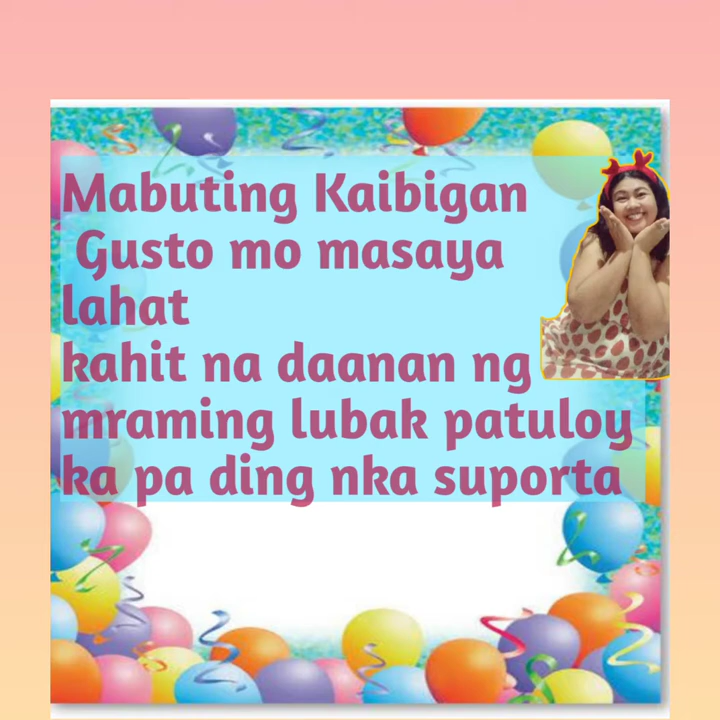 Mabuting Kaibigan
Gusto mo masaya
lahat
kahit na daanan ng
mraming lubak patuloy
ka pa ding nka suporta